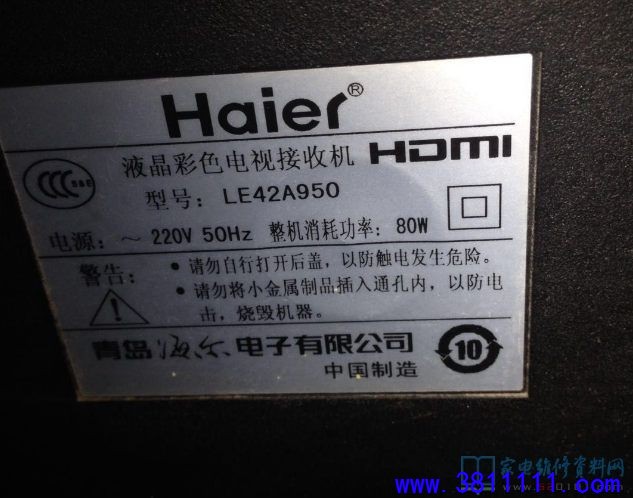 Haier®
液晶彩色电视接收机 HDMI
CCC S&E
型号: LE42A950
电源: ～ 220V 50Hz 整机消耗功率: 80W
警告:
• 请勿自行打开后盖，以防触电发生危险。
• 请勿将小金属制品插入通孔内，以防电
击，烧毁机器。
青岛海尔电子有限公司
10
中国制造
家电维修资料网
www.3811111.com